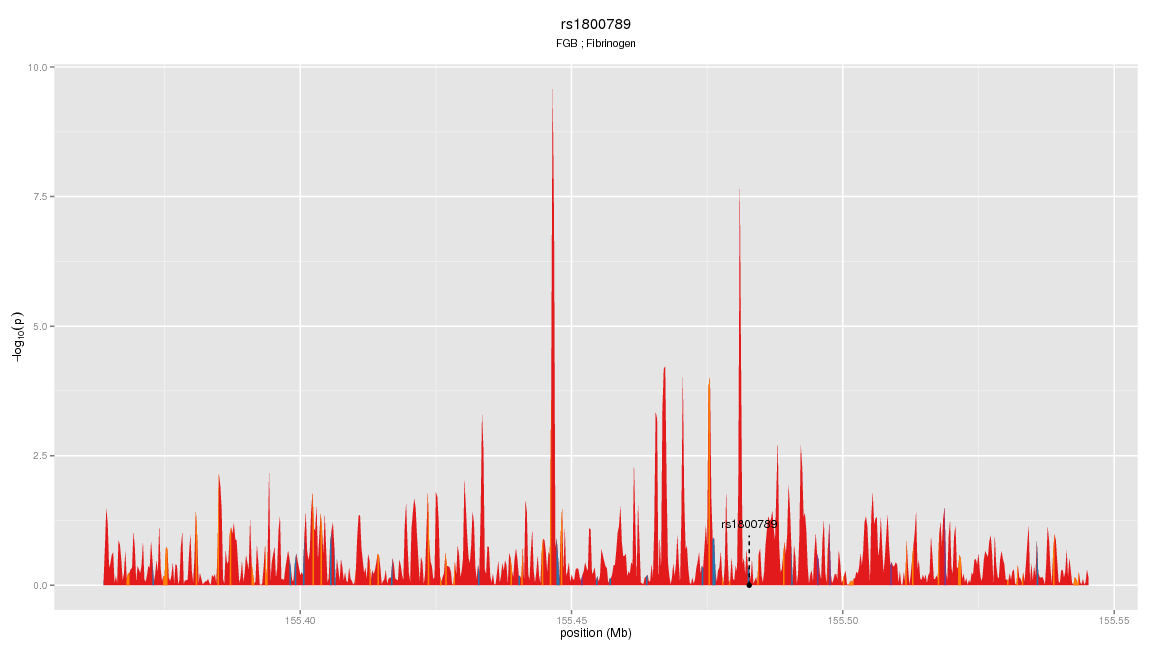 rs1800789
FGB ; Fibrinogen
10.0
7.5
5.0
2.5
0.0
−log10(p)
rs1800789
155.40
155.45
155.50
155.55
position (Mb)